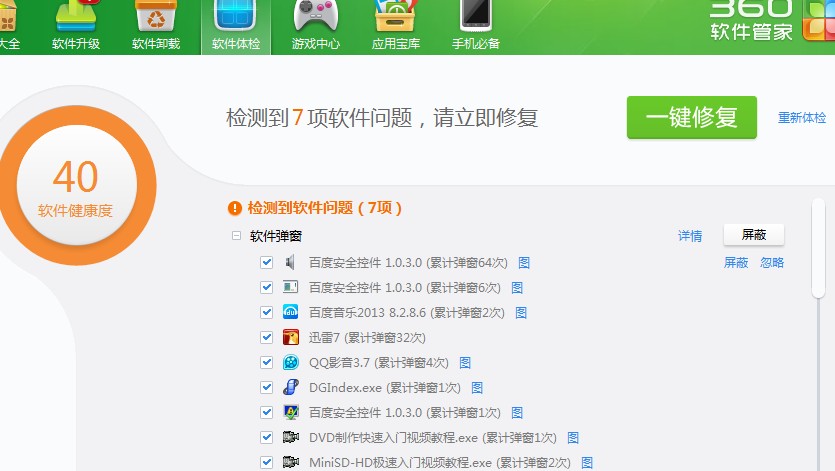 大全 软件升级 软件卸载 软件体检 游戏中心 应用宝库 手机必备
360
软件管家
检测到7项软件问题，请立即修复 一键修复 重新体检
40
软件健康度
检测到软件问题（7项）
软件弹窗 详情 屏蔽
百度安全控件 1.0.3.0 (累计弹窗64次) 图 屏蔽 忽略
百度安全控件 1.0.3.0 (累计弹窗6次) 图
百度音乐2013 8.2.8.6 (累计弹窗2次) 图
迅雷7 (累计弹窗32次)
QQ影音3.7 (累计弹窗4次) 图
DGIndex.exe (累计弹窗1次) 图
百度安全控件 1.0.3.0 (累计弹窗1次) 图
DVD制作快速入门视频教程.exe (累计弹窗1次) 图
MiniSD-HD极速入门视频教程.exe (累计弹窗2次) 图